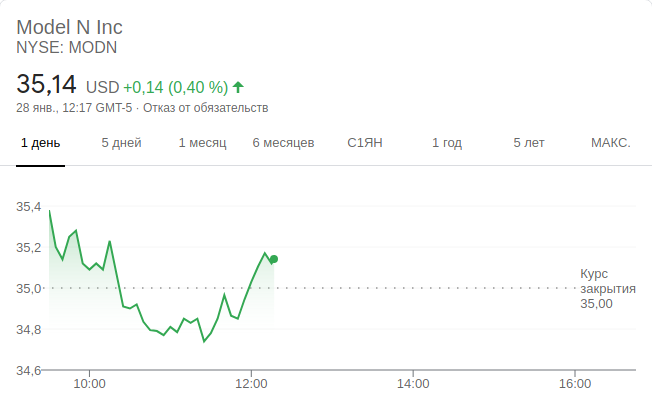 Model N Inc
NYSE: MODN
35,14 USD +0,14 (0,40 %)
28 янв., 12:17 GMT-5 · Отказ от обязательств
1 день 5 дней 1 месяц 6 месяцев С1ЯН 1 год 5 лет МАКС.
35,4
35,2
35,0
34,8
34,6
Курс
закрытия
35,00
10:00 12:00 14:00 16:00